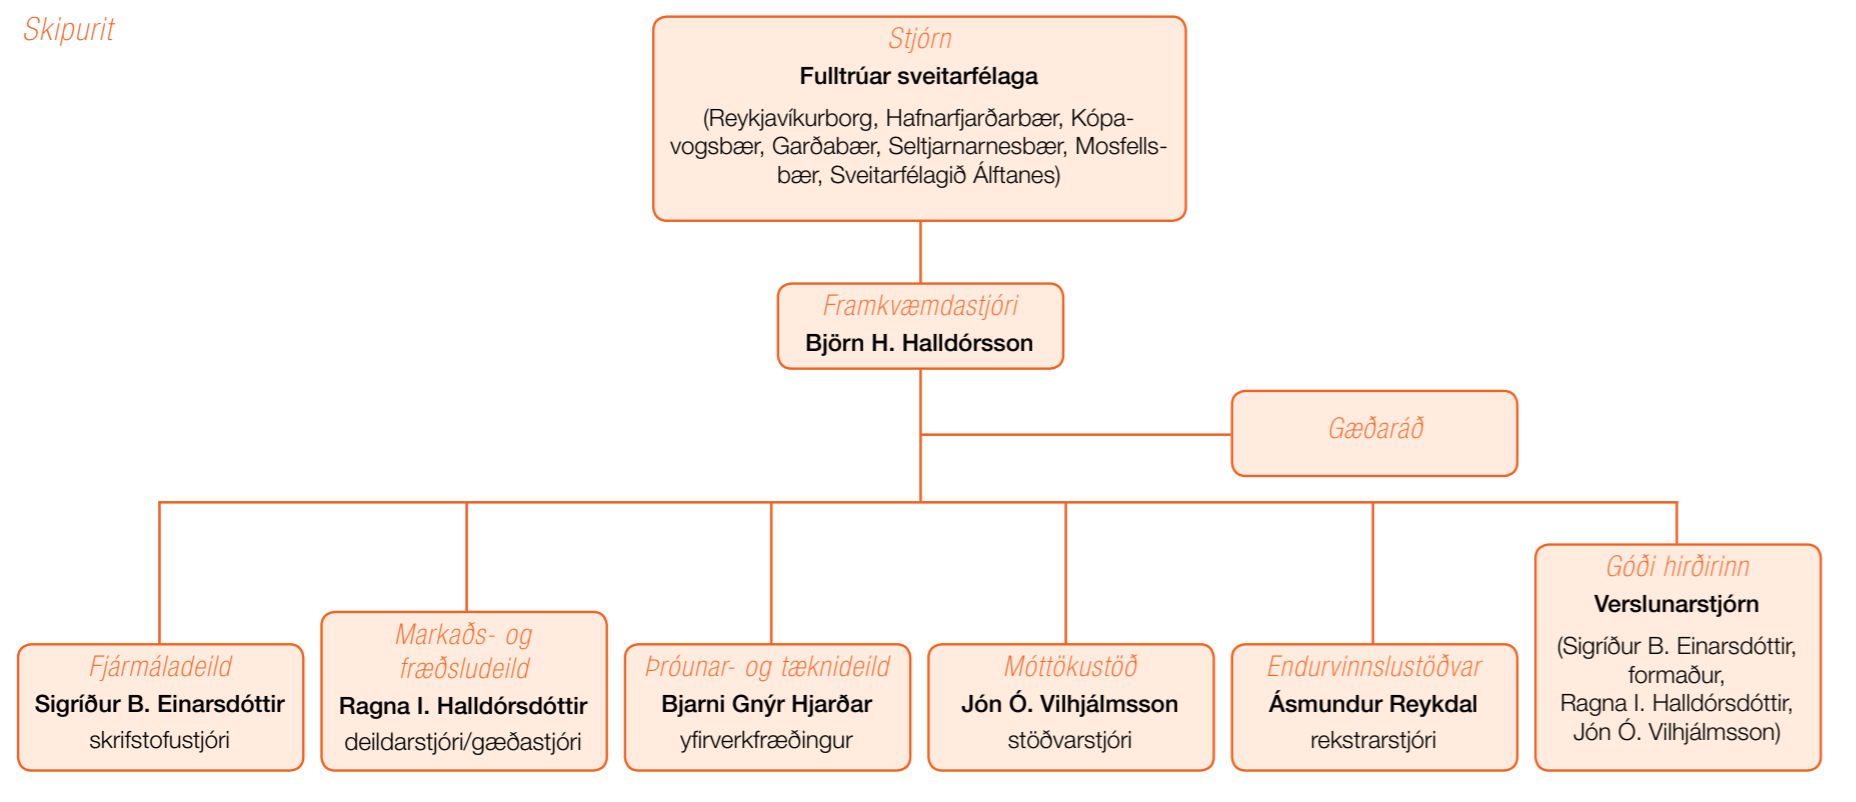 Skipurit
Stjórn
Fulltrúar sveitarfélaga
(Reykjavíkurborg, Hafnarfjarðarbær, Kópa-
vogsbær, Garðabær, Seltjarnarnesbær, Mosfells-
bær, Sveitarfélagið Álftanes)
Framkvæmdastjóri
Björn H. Halldórsson
Gæðaráð
Fjármáladeild
Sigríður B. Einarsdóttir
skrifstofustjóri
Markaðs- og
fræðsludeild
Ragna I. Halldórsdóttir
deildarstjóri/gæðastjóri
Þróunar- og tæknideild
Bjarni Gnýr Hjarðar
yfirverkfræðingur
Móttökustöð
Jón Ó. Vilhjálmsson
stöðvarstjóri
Endurvinnslustöðvar
Ásmundur Reykdal
rekstrarstjóri
Góði hirðirinn
Verslunarstjórn
(Sigríður B. Einarsdóttir,
formaður,
Ragna I. Halldórsdóttir,
Jón Ó. Vilhjálmsson)